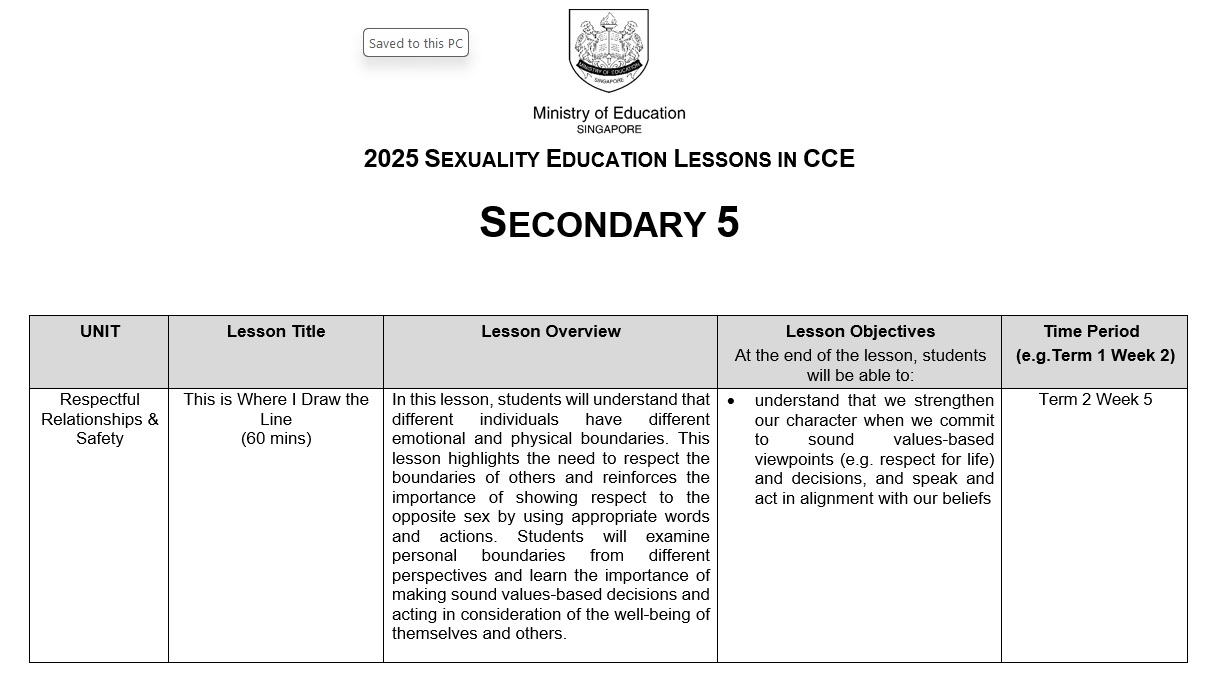 Saved to this PC
MINISTRY OF EDUCATION
SINGAPORE
Ministry of Education
SINGAPORE
2025 SEXUALITY EDUCATION LESSONS IN CCE
SECONDARY 5
UNIT
Lesson Title
Lesson Overview
Lesson Objectives
At the end of the lesson, students
will be able to:
Time Period
(e.g.Term 1 Week 2)
Respectful
Relationships &
Safety
This is Where I Draw the
Line
(60 mins)
In this lesson, students will understand that
different individuals have different
emotional and physical boundaries. This
lesson highlights the need to respect the
boundaries of others and reinforces the
importance of showing respect to the
opposite sex by using appropriate words
and actions. Students will examine
personal boundaries from different
perspectives and learn the importance of
making sound values-based decisions and
acting in consideration of the well-being of
themselves and others.
• understand that we strengthen
our character when we commit
to sound values-based
viewpoints (e.g. respect for life)
and decisions, and speak and
act in alignment with our beliefs
Term 2 Week 5